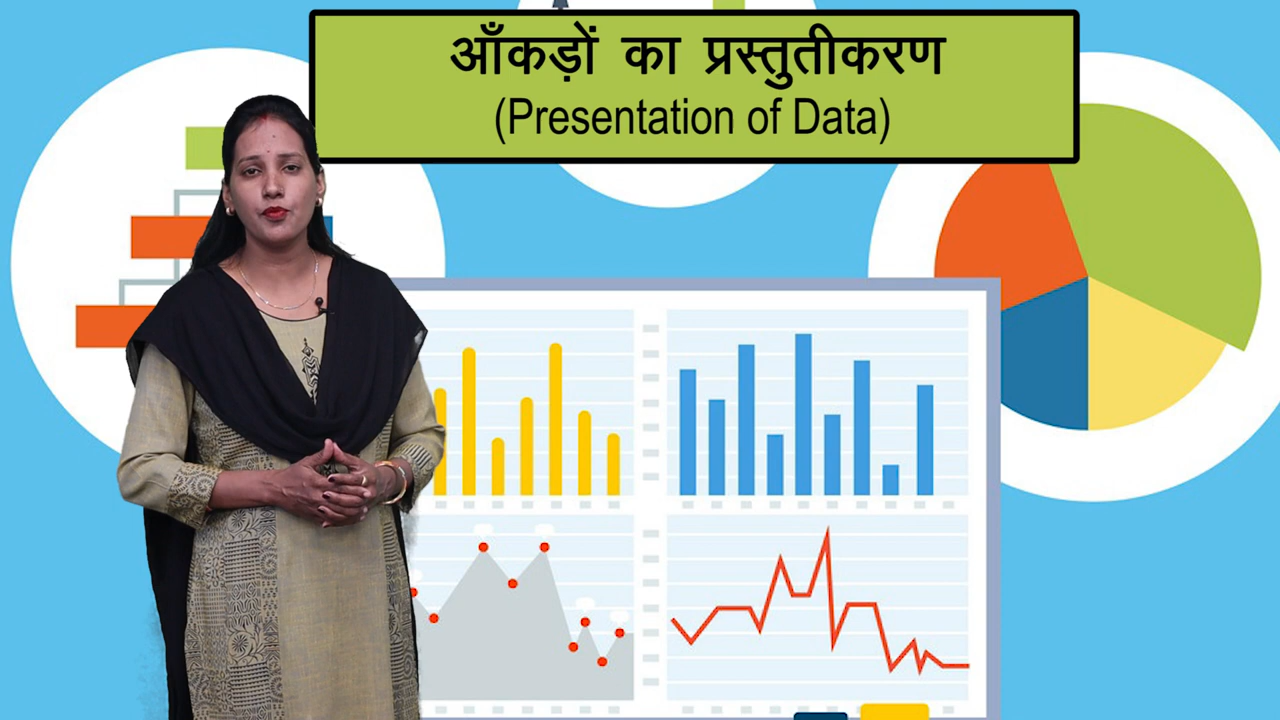 आँकड़ों का प्रस्तुतीकरण
(Presentation of Data)